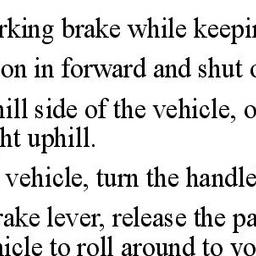 rking brake while keepin
on in forward and shut o
hill side of the vehicle, o
ht uphill.
vehicle, turn the handle
rake lever, release the pa
hicle to roll around to yo